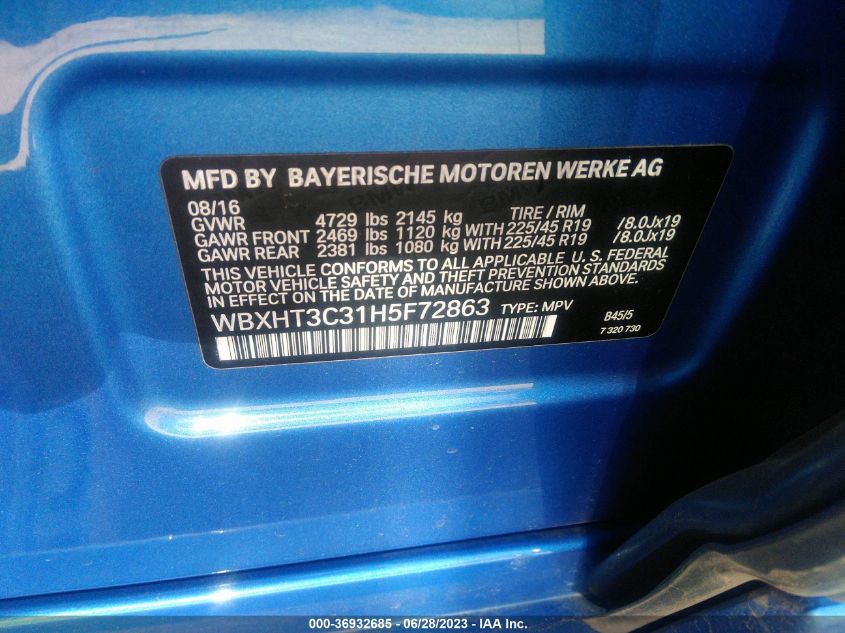 MFD BY BAYERISCHE MOTOREN WERKE AG
08/16
GVWR 4729 lbs 2145 kg TIRE / RIM
GAWR FRONT 2469 lbs 1120 kg WITH 225/45 R19 /8.0Jx19
GAWR REAR 2381 lbs 1080 kg WITH 225/45 R19 /8.0Jx19
THIS VEHICLE CONFORMS TO ALL APPLICABLE U. S. FEDERAL
MOTOR VEHICLE SAFETY AND THEFT PREVENTION STANDARDS
IN EFFECT ON THE DATE OF MANUFACTURE SHOWN ABOVE.
WBXHT3C31H5F72863 TYPE: MPV B45/5
7 320 730
000-36932685 - 06/28/2023 - IAA Inc.